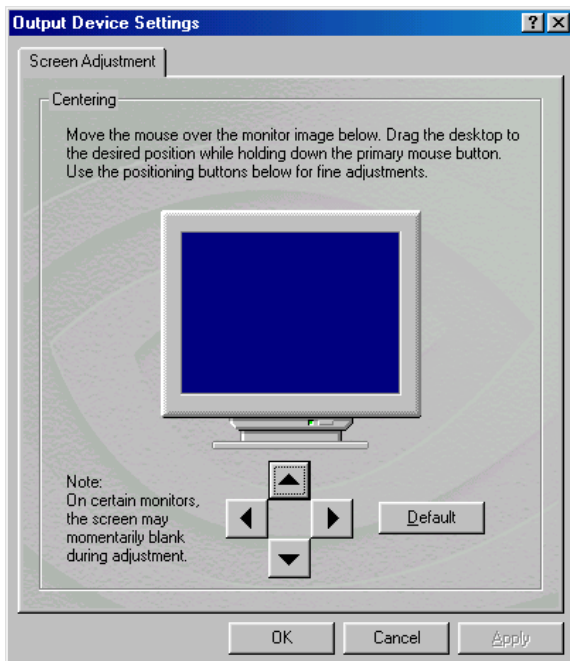 Output Device Settings
Screen Adjustment
Centering
Move the mouse over the monitor image below. Drag the desktop to
the desired position while holding down the primary mouse button.
Use the positioning buttons below for fine adjustments.
Note:
On certain monitors,
the screen may
momentarily blank
during adjustment.
Default
OK Cancel Apply